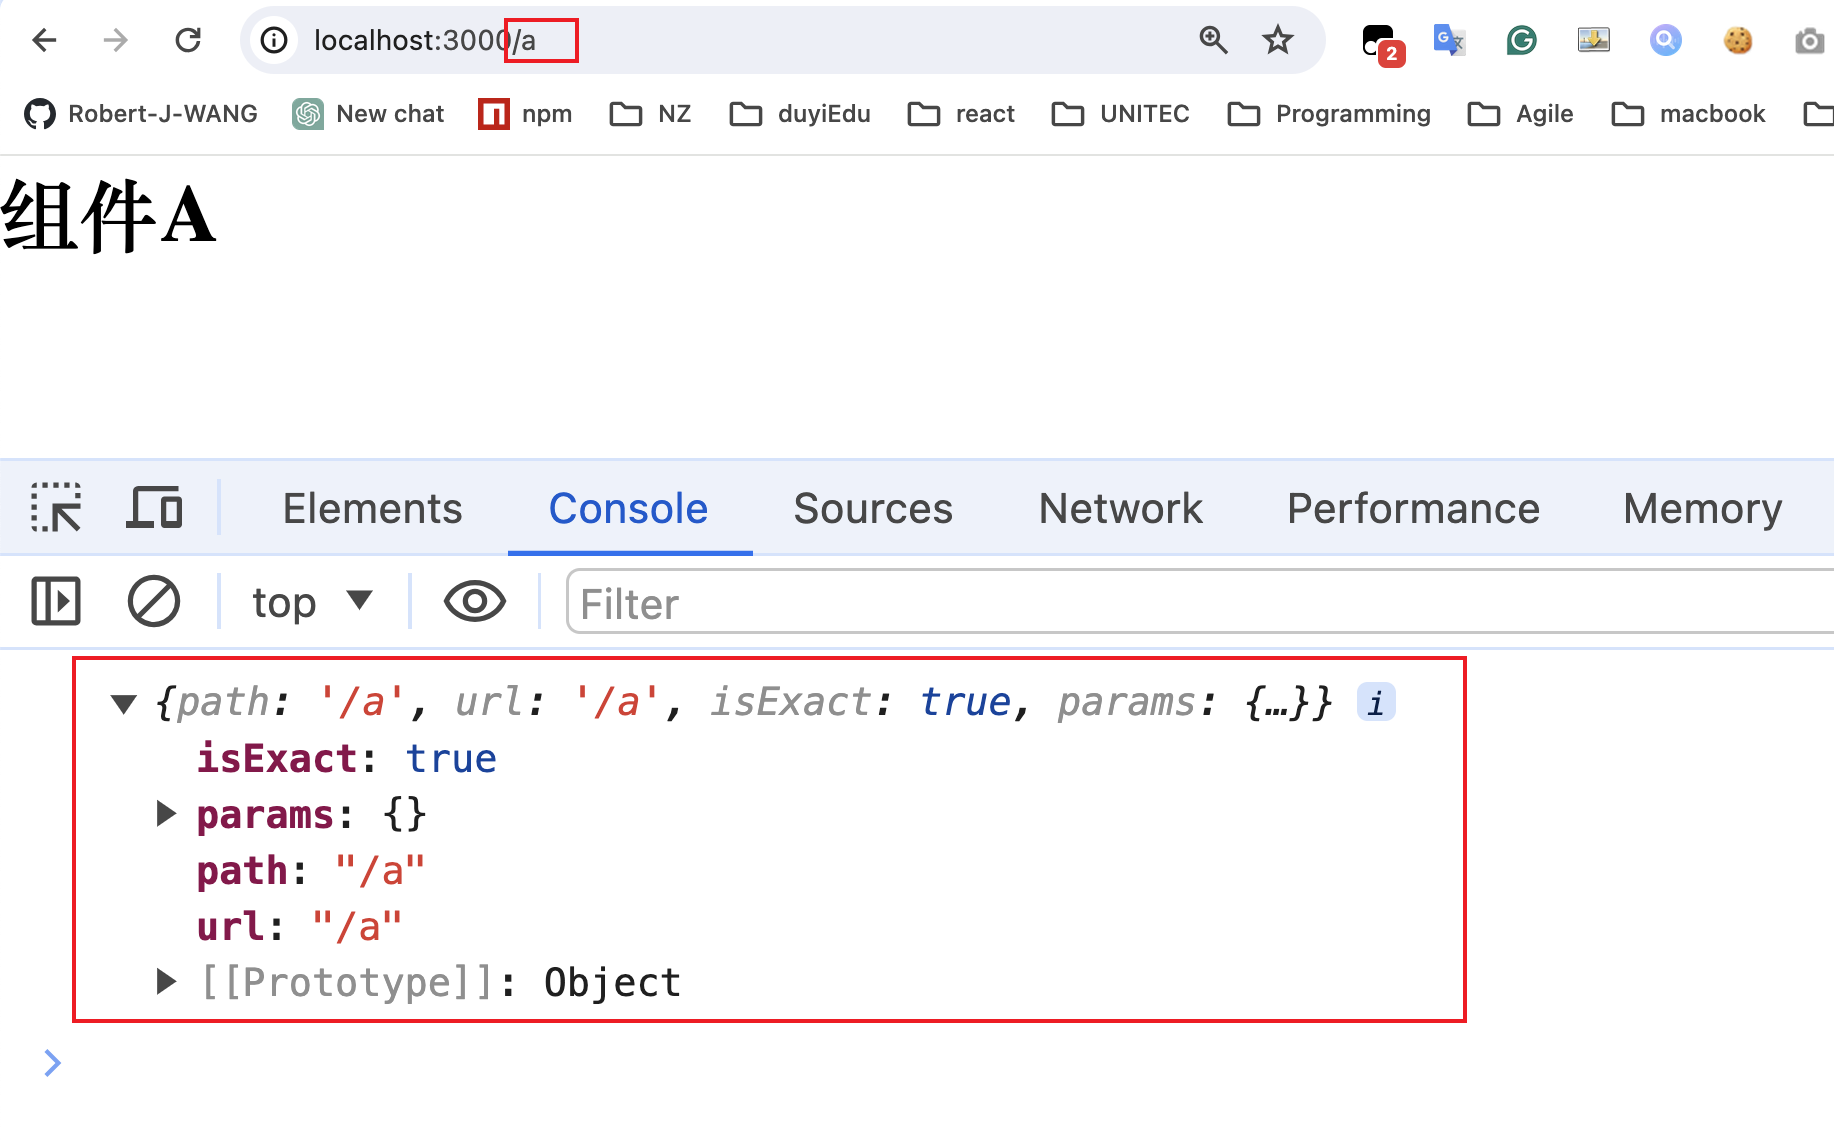 localhost:3000/a
2
Robert-J-WANG New chat npm NZ duyiEdu react UNITEC Programming Agile macbook
组件A
Elements Console Sources Network Performance Memory
top Filter
{path: '/a', url: '/a', isExact: true, params: {…}} i
isExact: true
params: {}
path: "/a"
url: "/a"
[[Prototype]]: Object